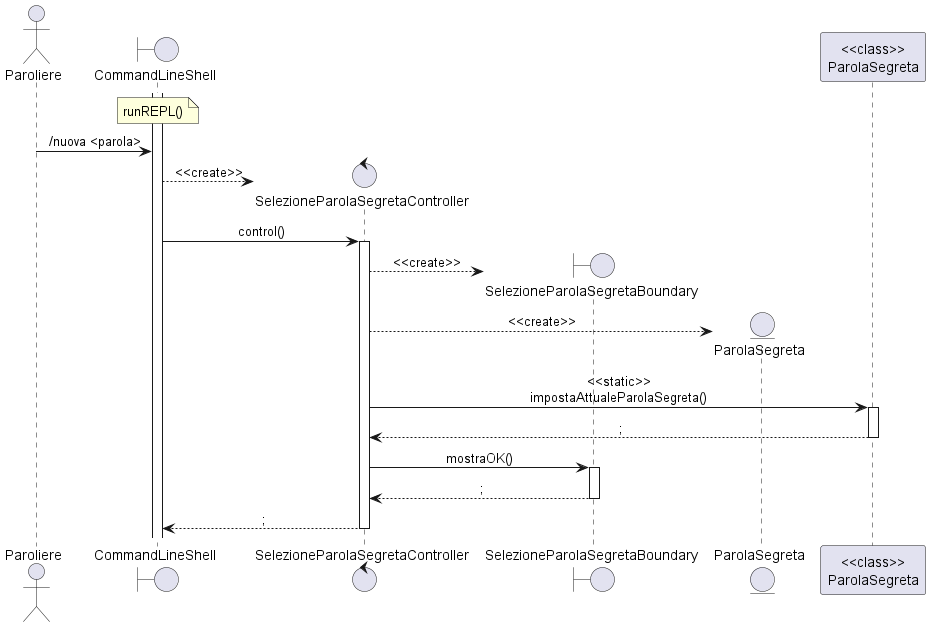 Paroliere
CommandLineShell
<<class>>
ParolaSegreta
runREPL()
/nuova <parola>
<<create>>
SelezioneParolaSegretaController
control()
<<create>>
SelezioneParolaSegretaBoundary
<<create>>
ParolaSegreta
<<static>>
impostaAttualeParolaSegreta()
;
mostraOK()
;
;
Paroliere
CommandLineShell
SelezioneParolaSegretaController
SelezioneParolaSegretaBoundary
ParolaSegreta
<<class>>
ParolaSegreta